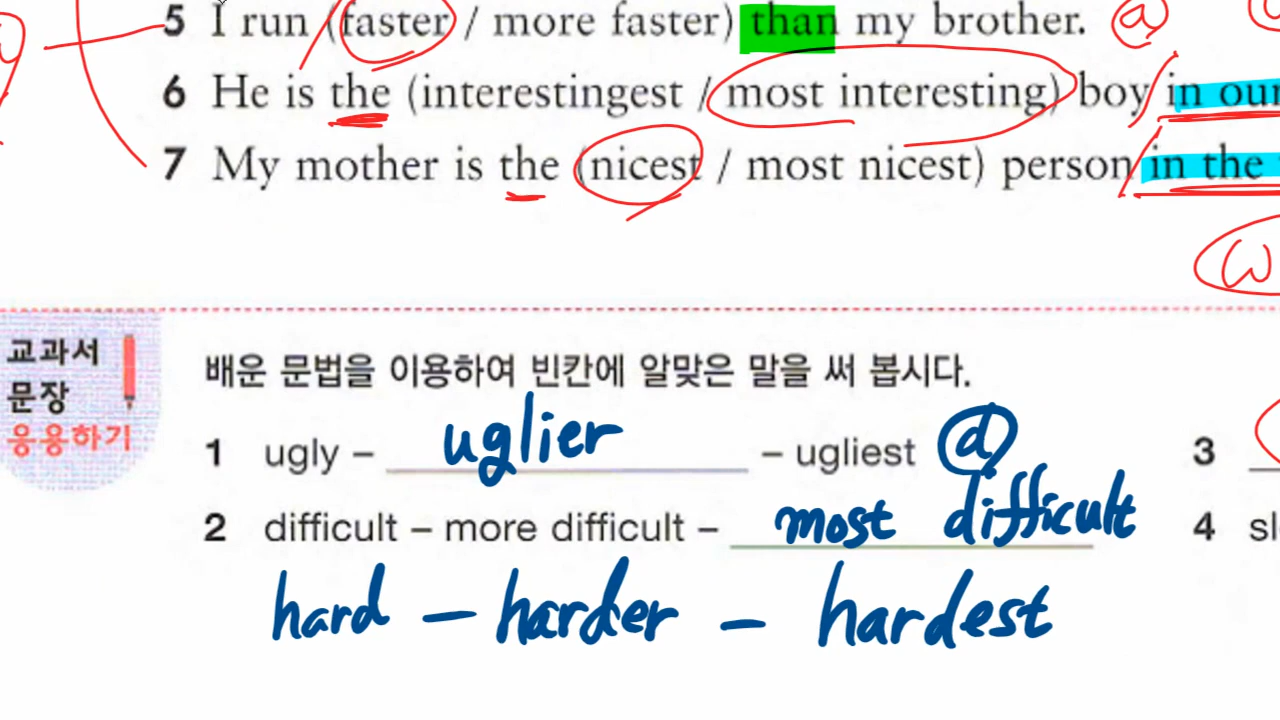 5 I run (faster / more faster) than my brother. a
6 He is the (interestingest / most interesting) boy in our
7 My mother is the (nicest / most nicest) person in the
W
교과서
문장
응용하기
배운 문법을 이용하여 빈칸에 알맞은 말을 써 봅시다.
1 ugly – uglier – ugliest a
3
2 difficult – more difficult – most difficult
4 sl
hard – harder – hardest